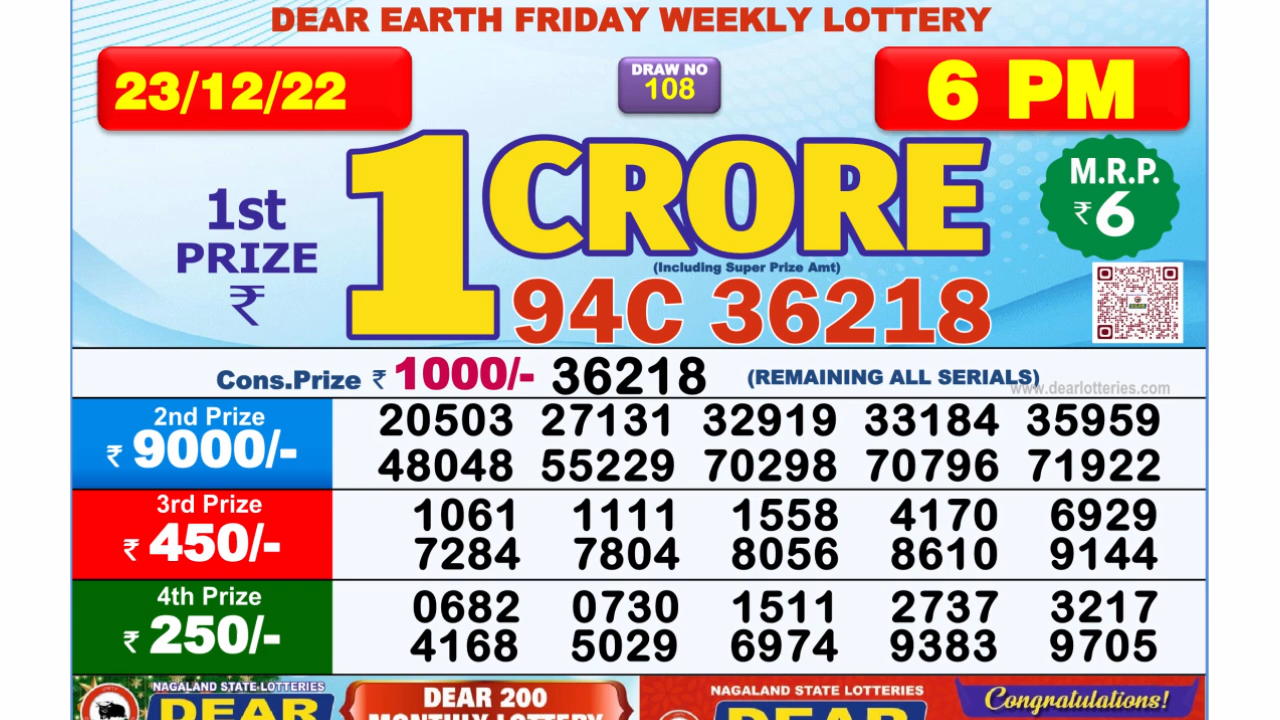 DEAR EARTH FRIDAY WEEKLY LOTTERY
23/12/22
DRAW NO
108
6 PM
1st
PRIZE
₹
1 CRORE
(Including Super Prize Amt)
94C 36218
M.R.P.
₹ 6
Cons.Prize ₹ 1000/- 36218 (REMAINING ALL SERIALS)
www.dearlotteries.com
2nd Prize
₹ 9000/-
20503 27131 32919 33184 35959
48048 55229 70298 70796 71922
3rd Prize
₹ 450/-
1061 1111 1558 4170 6929
7284 7804 8056 8610 9144
4th Prize
₹ 250/-
0682 0730 1511 2737 3217
4168 5029 6974 9383 9705
NAGALAND STATE LOTTERIES
DEAR
DEAR 200
MONTHLY LOTTERY
NAGALAND STATE LOTTERIES
DEAR
Congratulations!